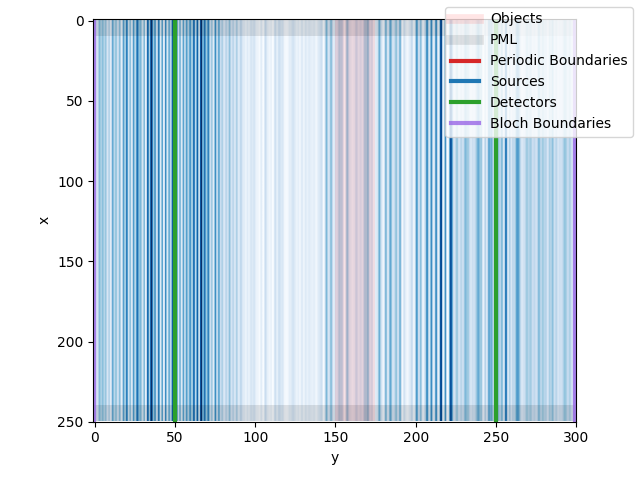 Objects
PML
Periodic Boundaries
Sources
Detectors
Bloch Boundaries
0
50
100
150
200
250
x
0 50 100 150 200 250 300
y